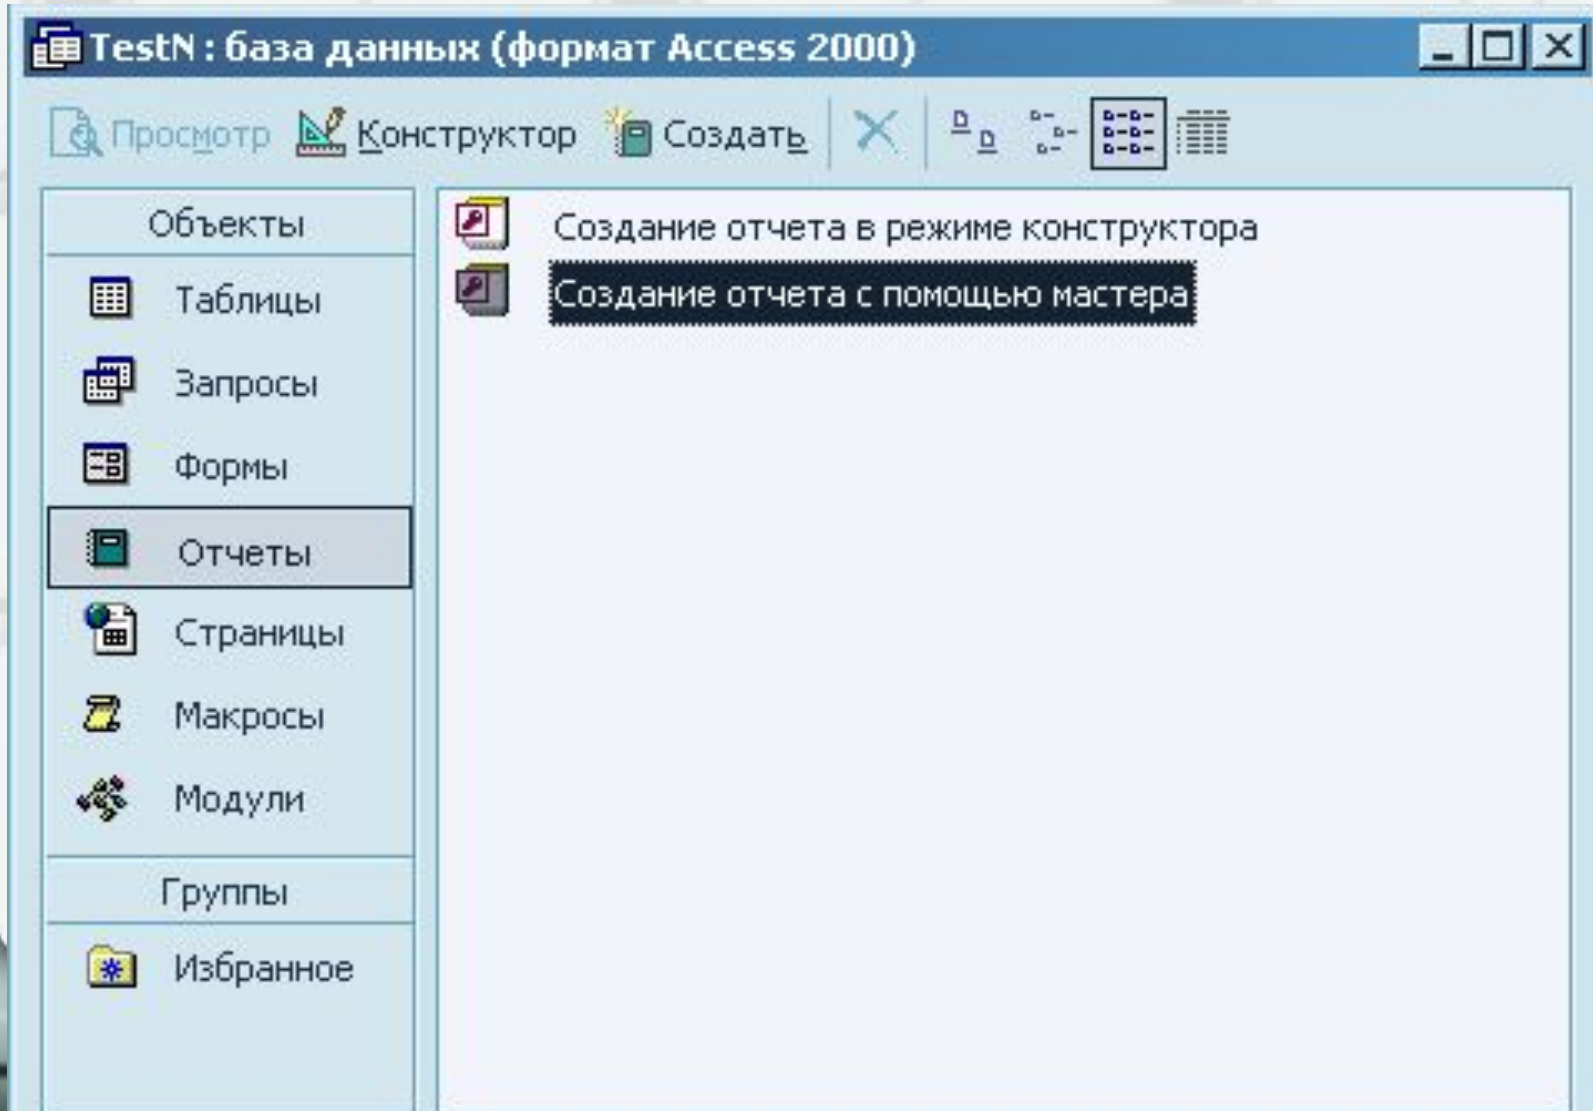 TestN : база данных (формат Access 2000)
Просмотр Конструктор Создать
Объекты
Таблицы
Запросы
Формы
Отчеты
Страницы
Макросы
Модули
Группы
Избранное
Создание отчета в режиме конструктора
Создание отчета с помощью мастера